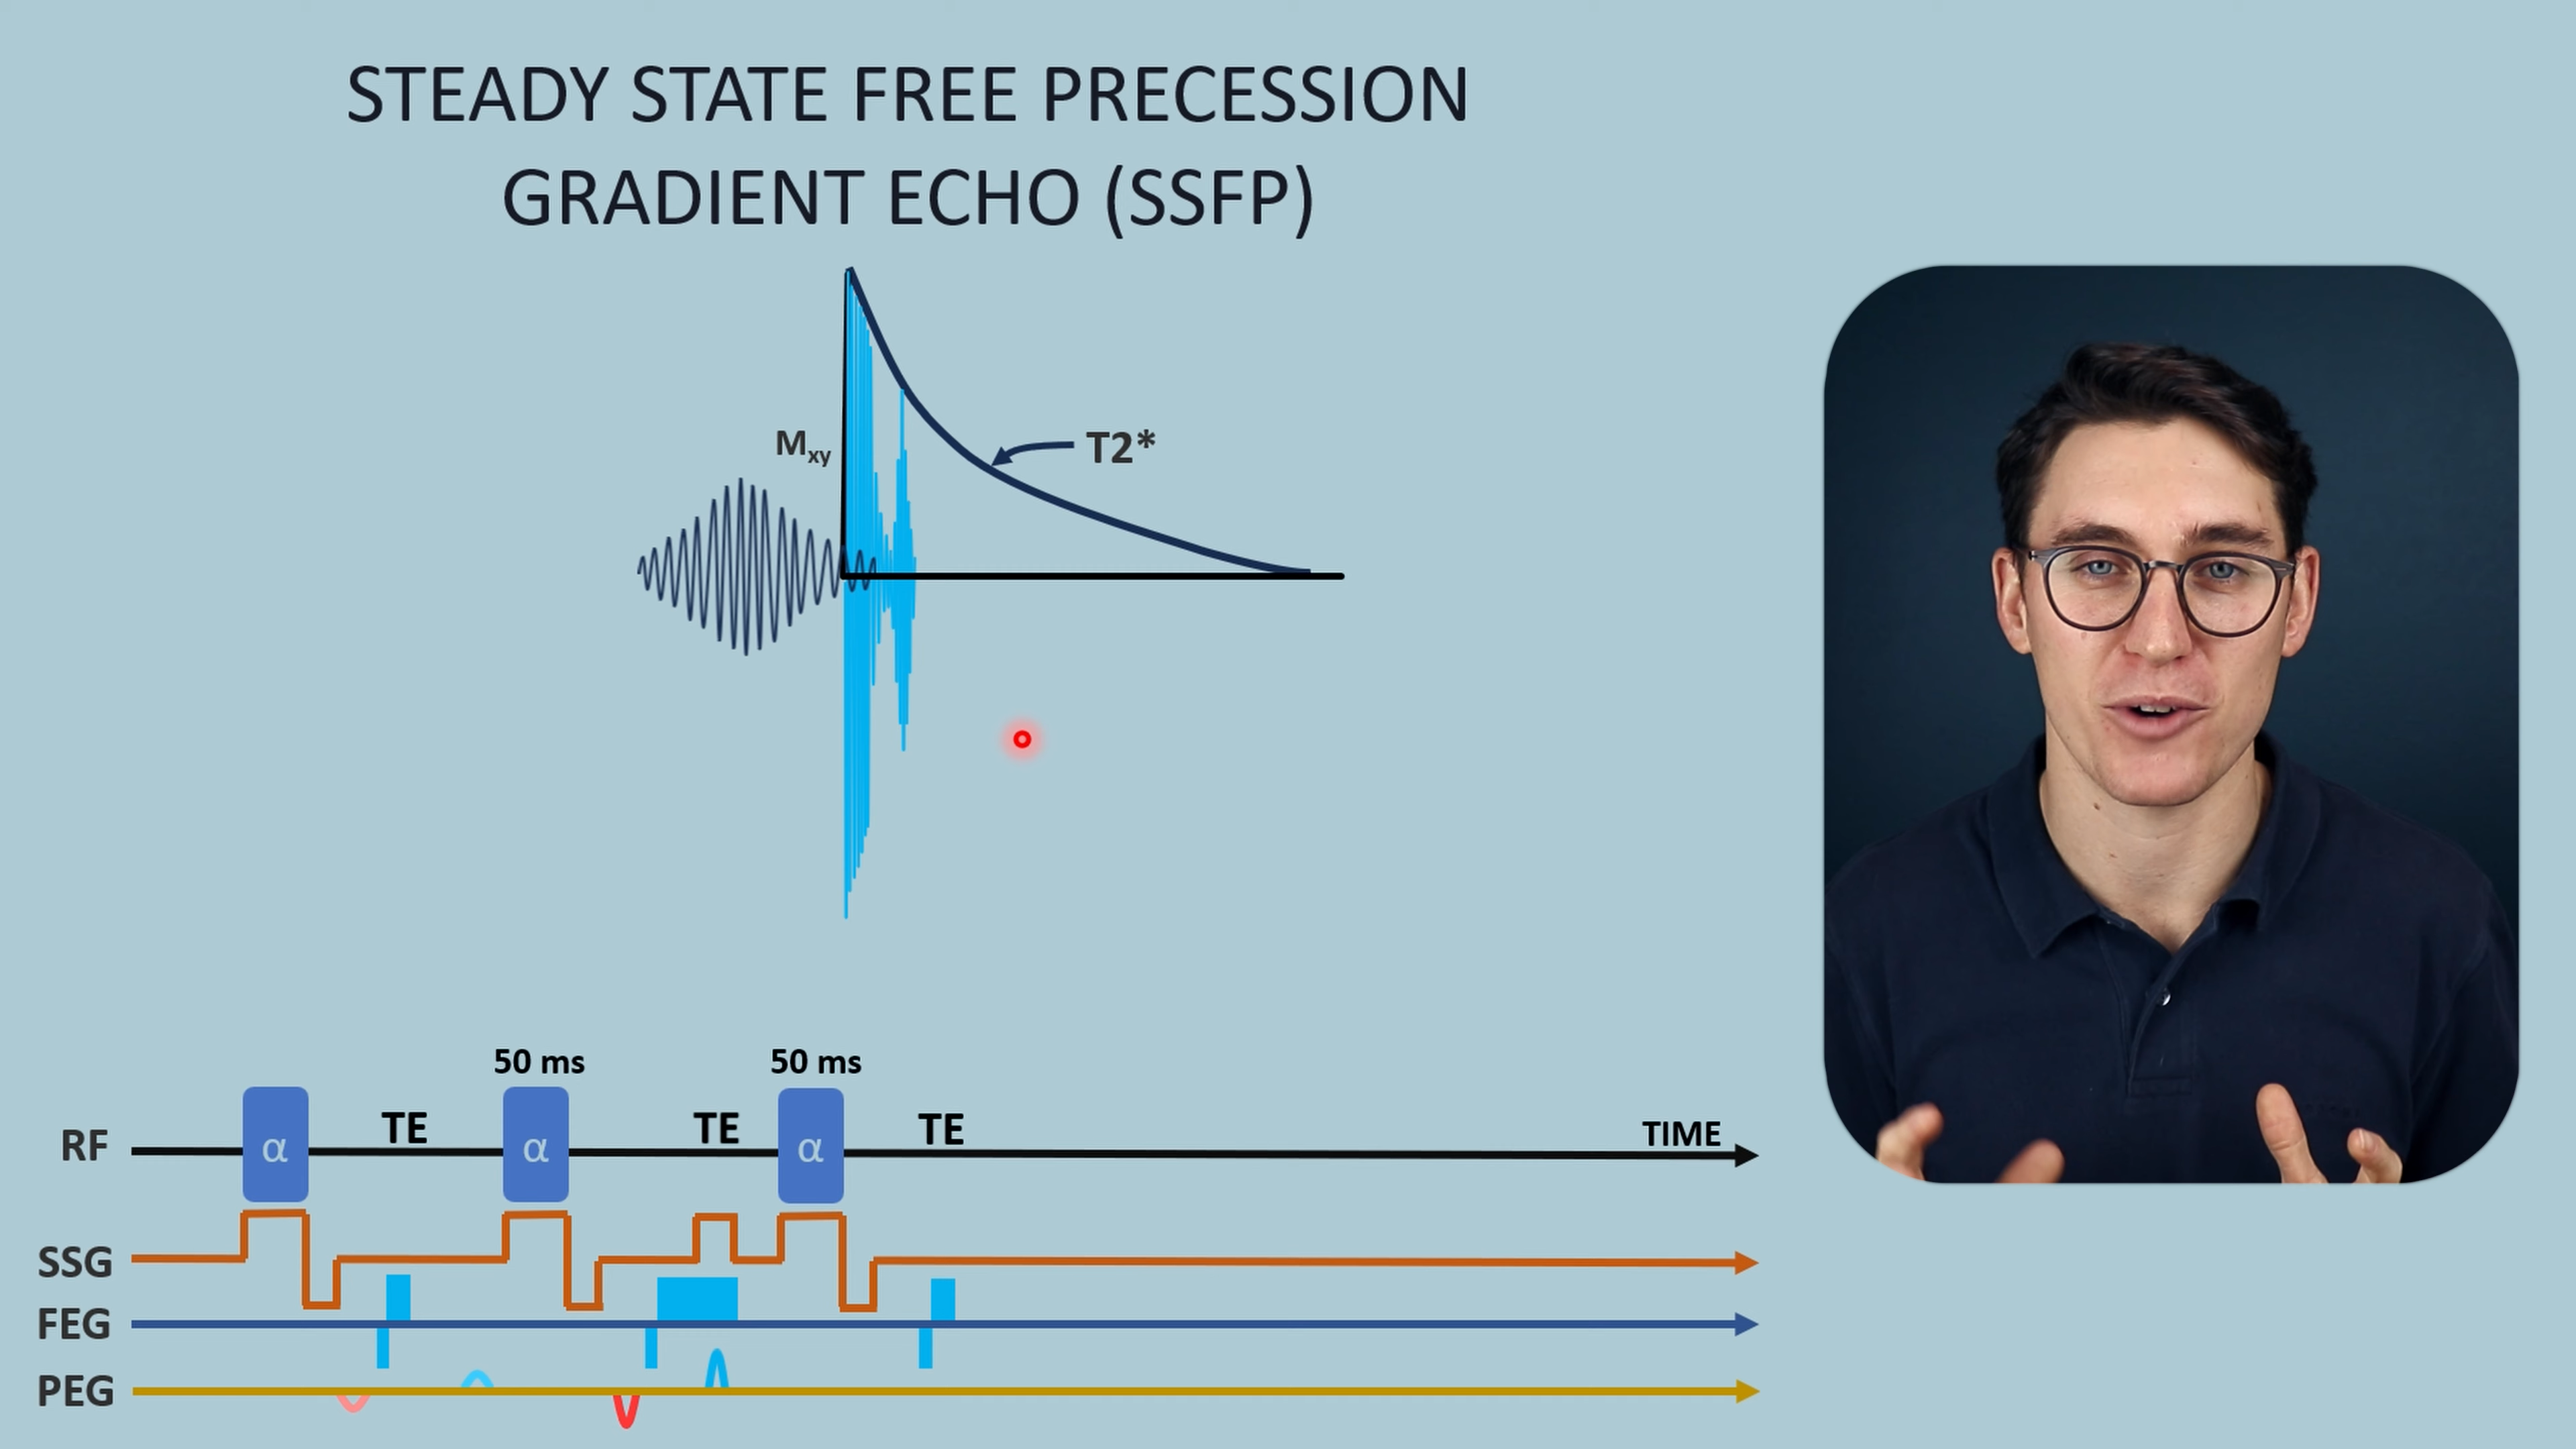 STEADY STATE FREE PRECESSION
GRADIENT ECHO (SSFP)
Mxy
T2*
50 ms
50 ms
RF
α
TE
α
TE
α
TE
TIME
SSG
FEG
PEG